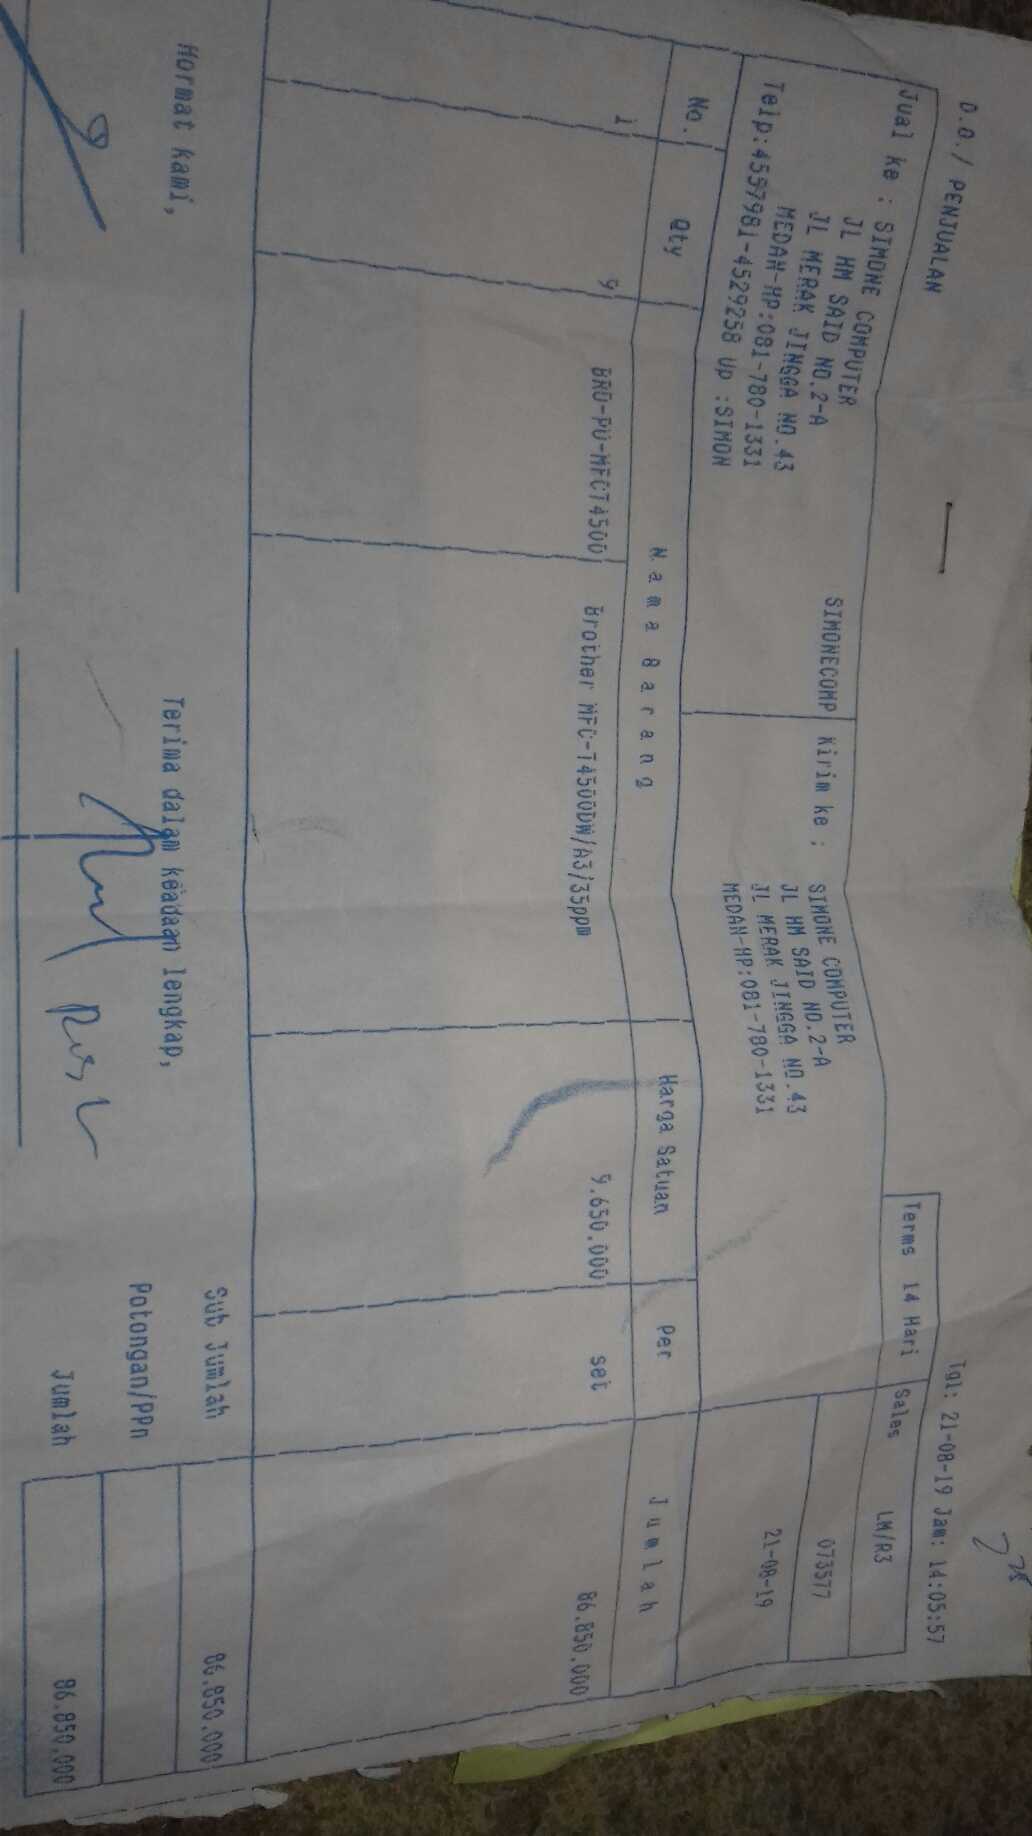 D.O./ PENJUALAN
Tgl: 21-08-19 Jam: 14:05:57
Terms 14 Hari
Sales LM/R3
073577
21-08-19
Jual ke : SIMONE COMPUTER SIMONECOMP
JL HM SAID NO.2-A
JL MERAK JINGGA NO.43
MEDAN-HP:081-780-1331
Telp:4557981-4529258 Up :SIMON
Kirim ke : SIMONE COMPUTER
JL HM SAID NO.2-A
JL MERAK JINGGA NO.43
MEDAN-HP:081-780-1331
No. Qty Nama Barang Harga Satuan Per Jumlah
1 9 BRO-PU-MFCT4500 Brother MFC-T4500DW/A3/35ppm 9.650.000 set 86.850.000
Hormat kami,
Terima dalam keadaan lengkap,
Sub Jumlah 86.850.000
Potongan/PPn
Jumlah 86.850.000